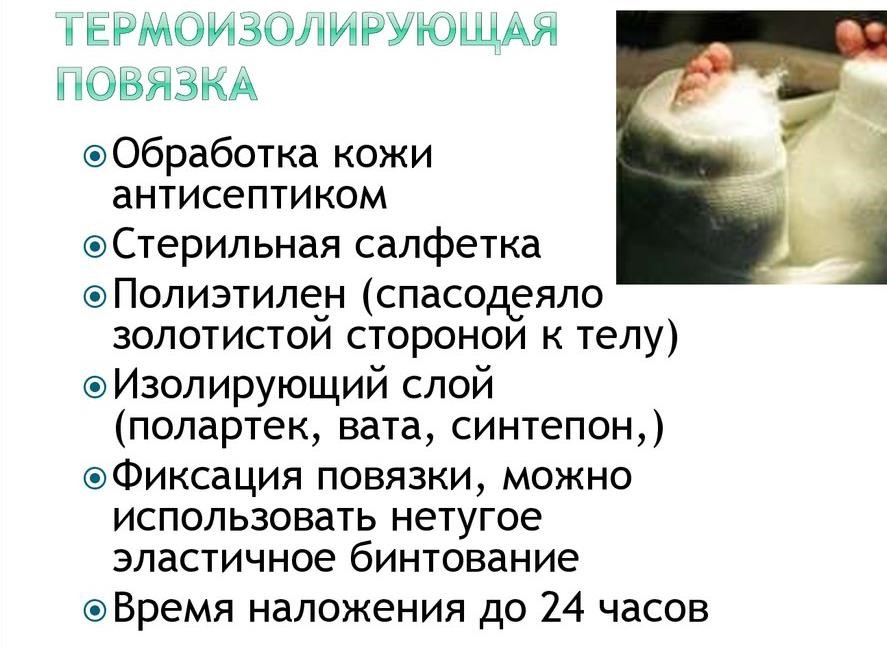 ТЕРМОИЗОЛИРУЮЩАЯ
ПОВЯЗКА
Обработка кожи
антисептиком
Стерильная салфетка
Полиэтилен (спасодеяло
золотистой стороной к телу)
Изолирующий слой
(полартек, вата, синтепон,)
Фиксация повязки, можно
использовать нетугое
эластичное бинтование
Время наложения до 24 часов